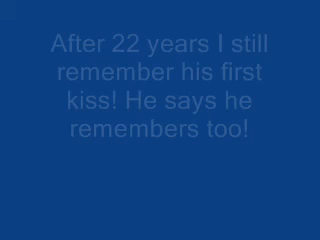 After 22 years I still
remember his first
kiss! He says he
remembers too!